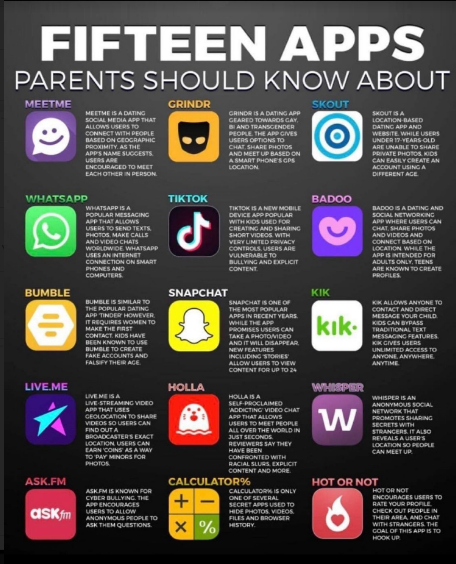 FIFTEEN APPS
PARENTS SHOULD KNOW ABOUT
MEETME
MEETME IS A DATING
SOCIAL MEDIA APP THAT
ALLOWS USERS TO
CONNECT WITH PEOPLE
BASED ON GEOGRAPHIC
PROXIMITY. AS THE
APP'S NAME SUGGESTS,
USERS ARE
ENCOURAGED TO MEET
EACH OTHER IN PERSON.
GRINDR
GRINDR IS A DATING APP
GEARED TOWARDS GAY,
BI AND TRANSGENDER
PEOPLE. THE APP GIVES
USERS OPTIONS TO
CHAT, SHARE PHOTOS
AND MEET UP BASED ON
A SMART PHONE'S GPS
LOCATION.
SKOUT
SKOUT IS A
LOCATION-BASED
DATING APP AND
WEBSITE. WHILE USERS
UNDER 17-YEARS-OLD
ARE UNABLE TO SHARE
PRIVATE PHOTOS, KIDS
CAN EASILY CREATE AN
ACCOUNT USING A
DIFFERENT AGE.
WHATSAPP
WHATSAPP IS A
POPULAR MESSAGING
APP THAT ALLOWS
USERS TO SEND TEXTS,
PHOTOS, MAKE CALLS
AND VIDEO CHATS
WORLDWIDE. WHATSAPP
USES AN INTERNET
CONNECTION ON SMART
PHONES AND
COMPUTERS.
TIKTOK
TIKTOK IS A NEW MOBILE
DEVICE APP POPULAR
WITH KIDS USED FOR
CREATING AND SHARING
SHORT VIDEOS. WITH
VERY LIMITED PRIVACY
CONTROLS, USERS ARE
VULNERABLE TO
BULLYING AND EXPLICIT
CONTENT.
BADOO
BADOO IS A DATING AND
SOCIAL NETWORKING
APP WHERE USERS CAN
CHAT, SHARE PHOTOS
AND VIDEOS AND
CONNECT BASED ON
LOCATION. WHILE THE
APP IS INTENDED FOR
ADULTS ONLY, TEENS
ARE KNOWN TO CREATE
PROFILES.
BUMBLE
BUMBLE IS SIMILAR TO
THE POPULAR DATING
APP 'TINDER' HOWEVER,
IT REQUIRES WOMEN TO
MAKE THE FIRST
CONTACT. KIDS HAVE
BEEN KNOWN TO USE
BUMBLE TO CREATE
FAKE ACCOUNTS AND
FALSIFY THEIR AGE.
SNAPCHAT
SNAPCHAT IS ONE OF
THE MOST POPULAR
APPS IN RECENT YEARS.
WHILE THE APP
PROMISES USERS CAN
TAKE A PHOTO/VIDEO
AND IT WILL DISAPPEAR,
NEW FEATURES
INCLUDING 'STORIES'
ALLOW USERS TO VIEW
CONTENT FOR UP TO 24
KIK
kik
KIK ALLOWS ANYONE TO
CONTACT AND DIRECT
MESSAGE YOUR CHILD.
KIDS CAN BYPASS
TRADITIONAL TEXT
MESSAGING FEATURES.
KIK GIVES USERS
UNLIMITED ACCESS TO
ANYONE, ANYWHERE,
ANYTIME.
LIVE.ME
LIVE.ME IS A
LIVE-STREAMING VIDEO
APP THAT USES
GEOLOCATION TO SHARE
VIDEOS SO USERS CAN
FIND OUT A
BROADCASTER'S EXACT
LOCATION. USERS CAN
EARN 'COINS' AS A WAY
TO 'PAY' MINORS FOR
PHOTOS.
HOLLA
HOLLA IS A
SELF-PROCLAIMED
'ADDICTING' VIDEO CHAT
APP THAT ALLOWS
USERS TO MEET PEOPLE
ALL OVER THE WORLD IN
JUST SECONDS.
REVIEWERS SAY THEY
HAVE BEEN
CONFRONTED WITH
RACIAL SLURS, EXPLICIT
CONTENT AND MORE.
WHISPER
W
WHISPER IS AN
ANONYMOUS SOCIAL
NETWORK THAT
PROMOTES SHARING
SECRETS WITH
STRANGERS. IT ALSO
REVEALS A USER'S
LOCATION SO PEOPLE
CAN MEET UP.
ASK.FM
ASKfm
ASK.FM IS KNOWN FOR
CYBER BULLYING. THE
APP ENCOURAGES
USERS TO ALLOW
ANONYMOUS PEOPLE TO
ASK THEM QUESTIONS.
CALCULATOR%
+ −
× %
CALCULATOR% IS ONLY
ONE OF SEVERAL
SECRET APPS USED TO
HIDE PHOTOS, VIDEOS,
FILES AND BROWSER
HISTORY.
HOT OR NOT
HOT OR NOT
ENCOURAGES USERS TO
RATE YOUR PROFILE,
CHECK OUT PEOPLE IN
THEIR AREA, AND CHAT
WITH STRANGERS. THE
GOAL OF THIS APP IS TO
HOOK UP.